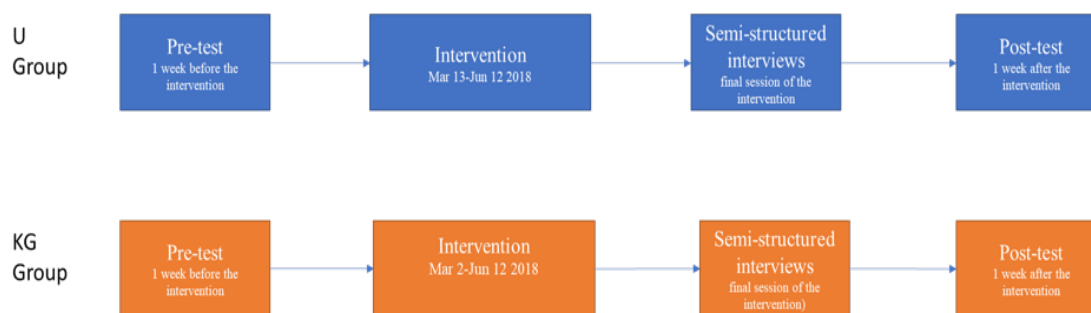 U
Group
Pre-test
1 week before the
intervention
Intervention
Mar 13-Jun 12 2018
Semi-structured
interviews
final session of the
intervention
Post-test
1 week after the
intervention
KG
Group
Pre-test
1 week before the
intervention
Intervention
Mar 2-Jun 12 2018
Semi-structured
interviews
final session of the
intervention)
Post-test
1 week after the
intervention